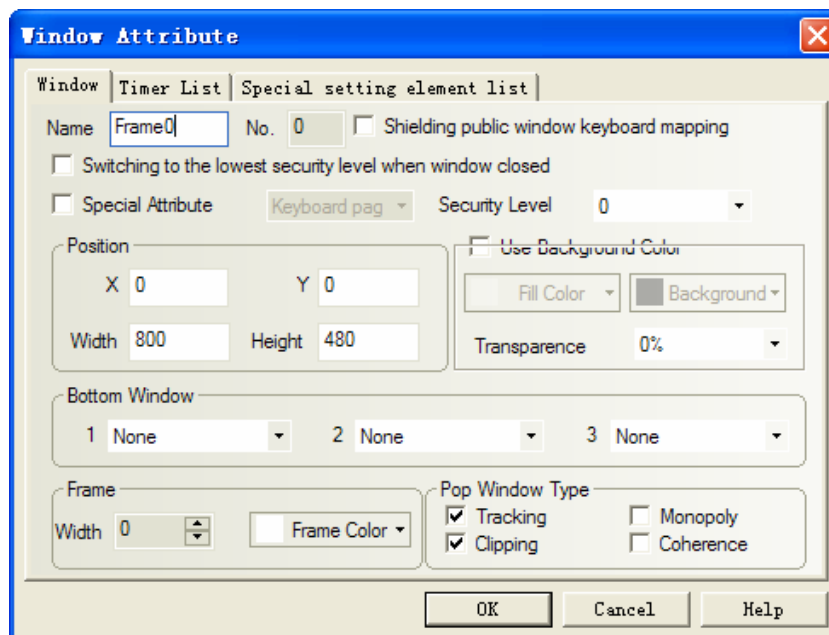 Window Attribute
Window Timer List Special setting element list
Name Frame0 No. 0 Shielding public window keyboard mapping
Switching to the lowest security level when window closed
Special Attribute Keyboard pag Security Level 0
Position Use Background Color
X 0 Y 0 Fill Color Background
Width 800 Height 480 Transparence 0%
Bottom Window
1 None 2 None 3 None
Frame Pop Window Type
Tracking Monopoly
Width 0 Frame Color
Clipping Coherence
OK Cancel Help